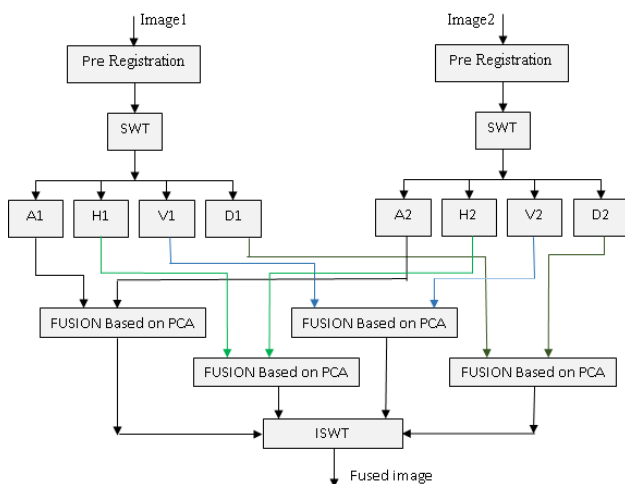 Image1
Image2
Pre Registration
Pre Registration
SWT
SWT
A1
H1
V1
D1
A2
H2
V2
D2
FUSION Based on PCA
FUSION Based on PCA
FUSION Based on PCA
FUSION Based on PCA
ISWT
Fused image